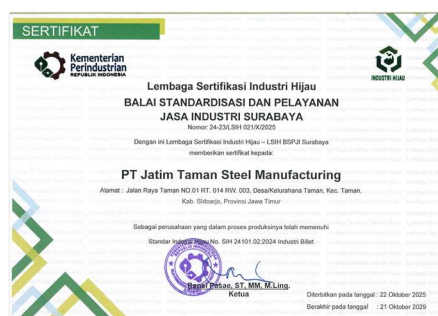 SERTIFIKAT
Kementerian
Perindustrian
REPUBLIK INDONESIA
INDUSTRI HIJAU
Lembaga Sertifikasi Industri Hijau
BALAI STANDARDISASI DAN PELAYANAN
JASA INDUSTRI SURABAYA
Nomor: 24-23/LSIH 021/X/2025
Dengan ini Lembaga Sertifikasi Industri Hijau – LSIH BSPJI Surabaya
memberikan sertifikat kepada:
PT Jatim Taman Steel Manufacturing
Alamat : Jalan Raya Taman NO.01 RT. 014 RW. 003, Desa/Kelurahana Taman, Kec. Taman,
Kab. Sidoarjo, Provinsi Jawa Timur
Sebagai perusahaan yang dalam proses produksinya telah memenuhi
Standar Industri Hijau No. SIH 24101.02:2024 Industri Billet
Pasae, ST, MM, M.Ling.
Ketua
Diterbitkan pada tanggal : 22 Oktober 2025
Berakhir pada tanggal : 21 Oktober 2029